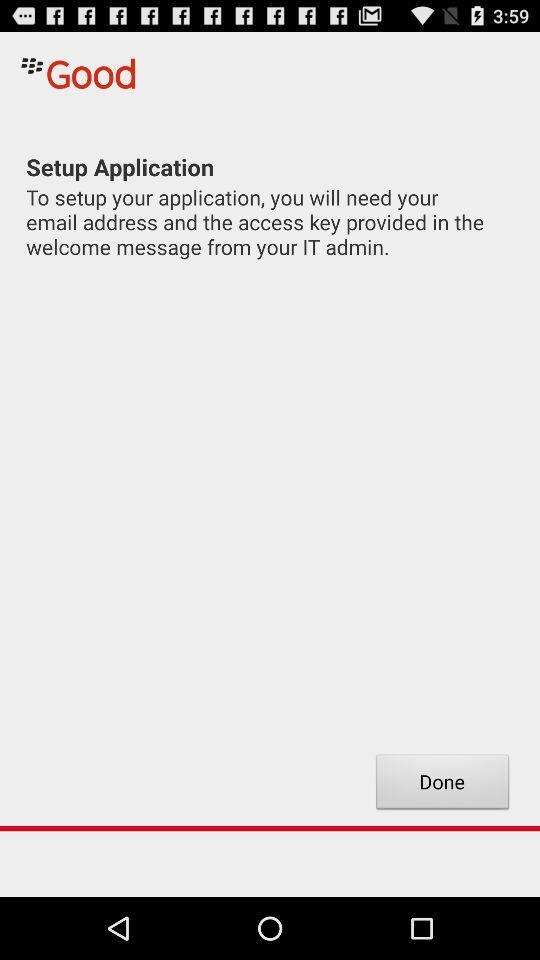 3:59
Good
Setup Application
To setup your application, you will need your
email address and the access key provided in the
welcome message from your IT admin.
Done